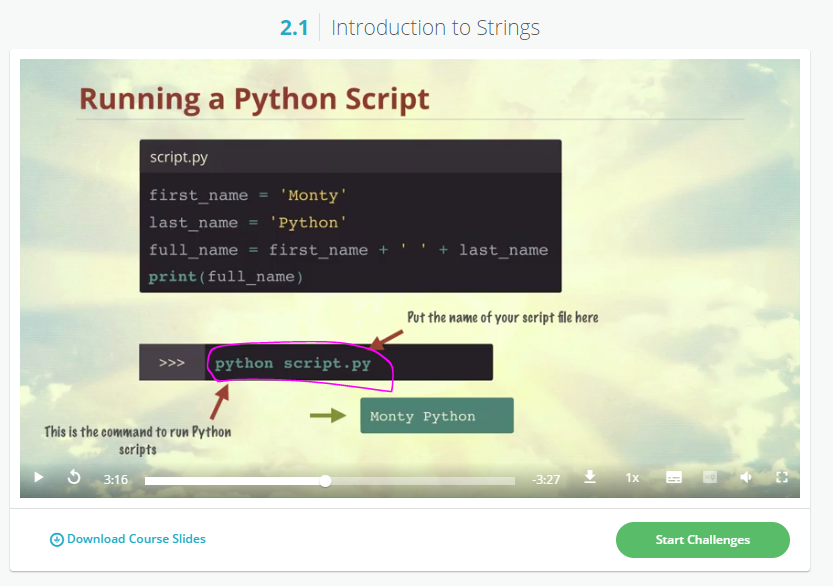 2.1 Introduction to Strings
Running a Python Script
script.py
first_name = 'Monty'
last_name = 'Python'
full_name = first_name + ' ' + last_name
print(full_name)
Put the name of your script file here
>>> python script.py
Monty Python
This is the command to run Python
scripts
3:16
-3:27
1x
HD
Download Course Slides
Start Challenges